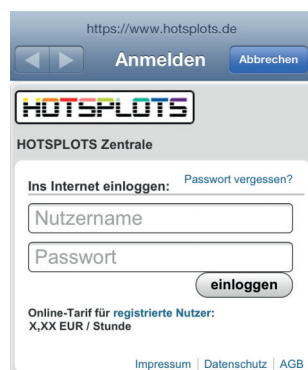 https://www.hotsplots.de
Anmelden
Abbrechen
HOTSPLOTS
HOTSPLOTS Zentrale
Ins Internet einloggen:
Passwort vergessen?
Nutzername
Passwort
einloggen
Online-Tarif für registrierte Nutzer:
X,XX EUR / Stunde
Impressum | Datenschutz | AGB